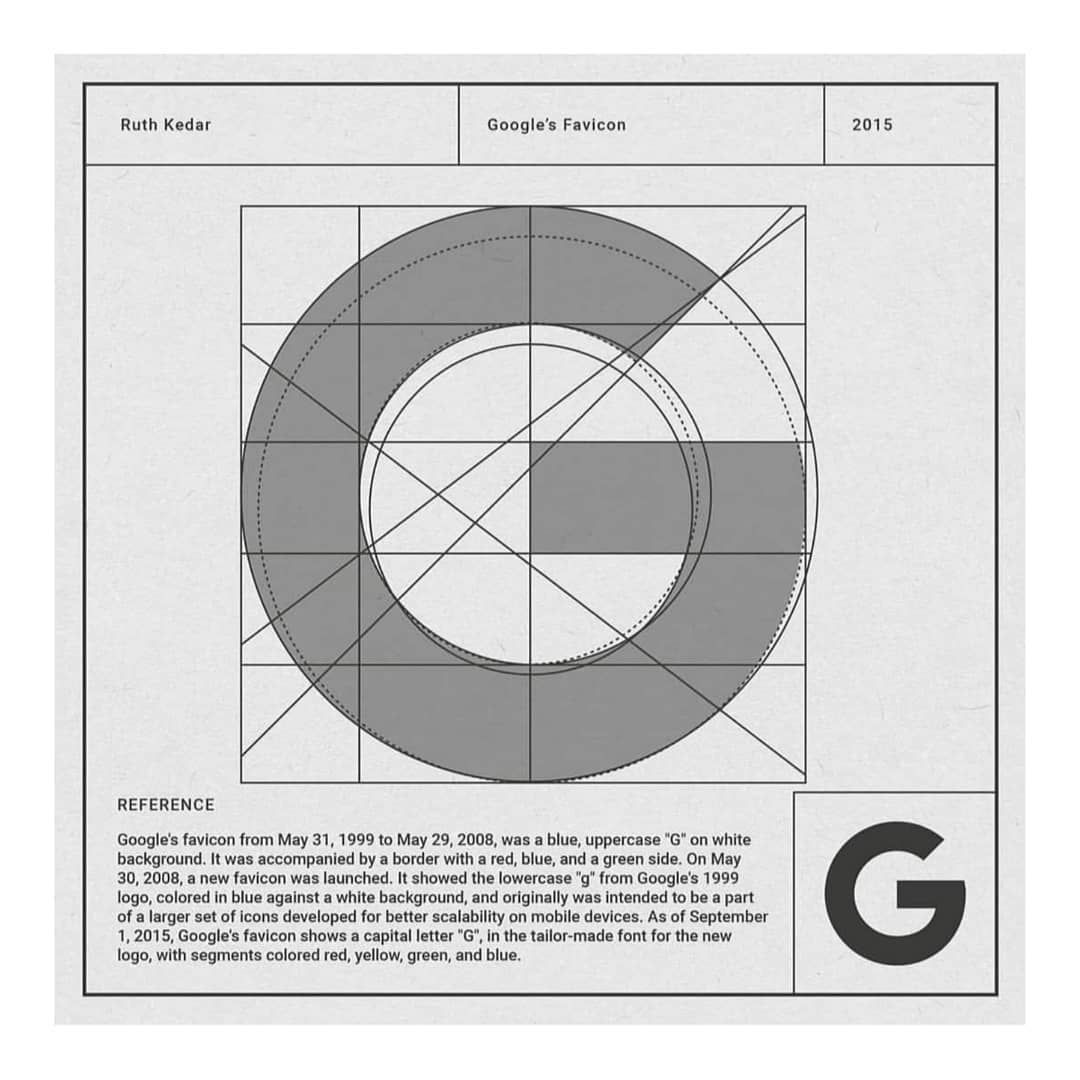 Ruth Kedar
Google's Favicon
2015
REFERENCE
Google's favicon from May 31, 1999 to May 29, 2008, was a blue, uppercase "G" on white
background. It was accompanied by a border with a red, blue, and a green side. On May
30, 2008, a new favicon was launched. It showed the lowercase "g" from Google's 1999
logo, colored in blue against a white background, and originally was intended to be a part
of a larger set of icons developed for better scalability on mobile devices. As of September
1, 2015, Google's favicon shows a capital letter "G", in the tailor-made font for the new
logo, with segments colored red, yellow, green, and blue.
G